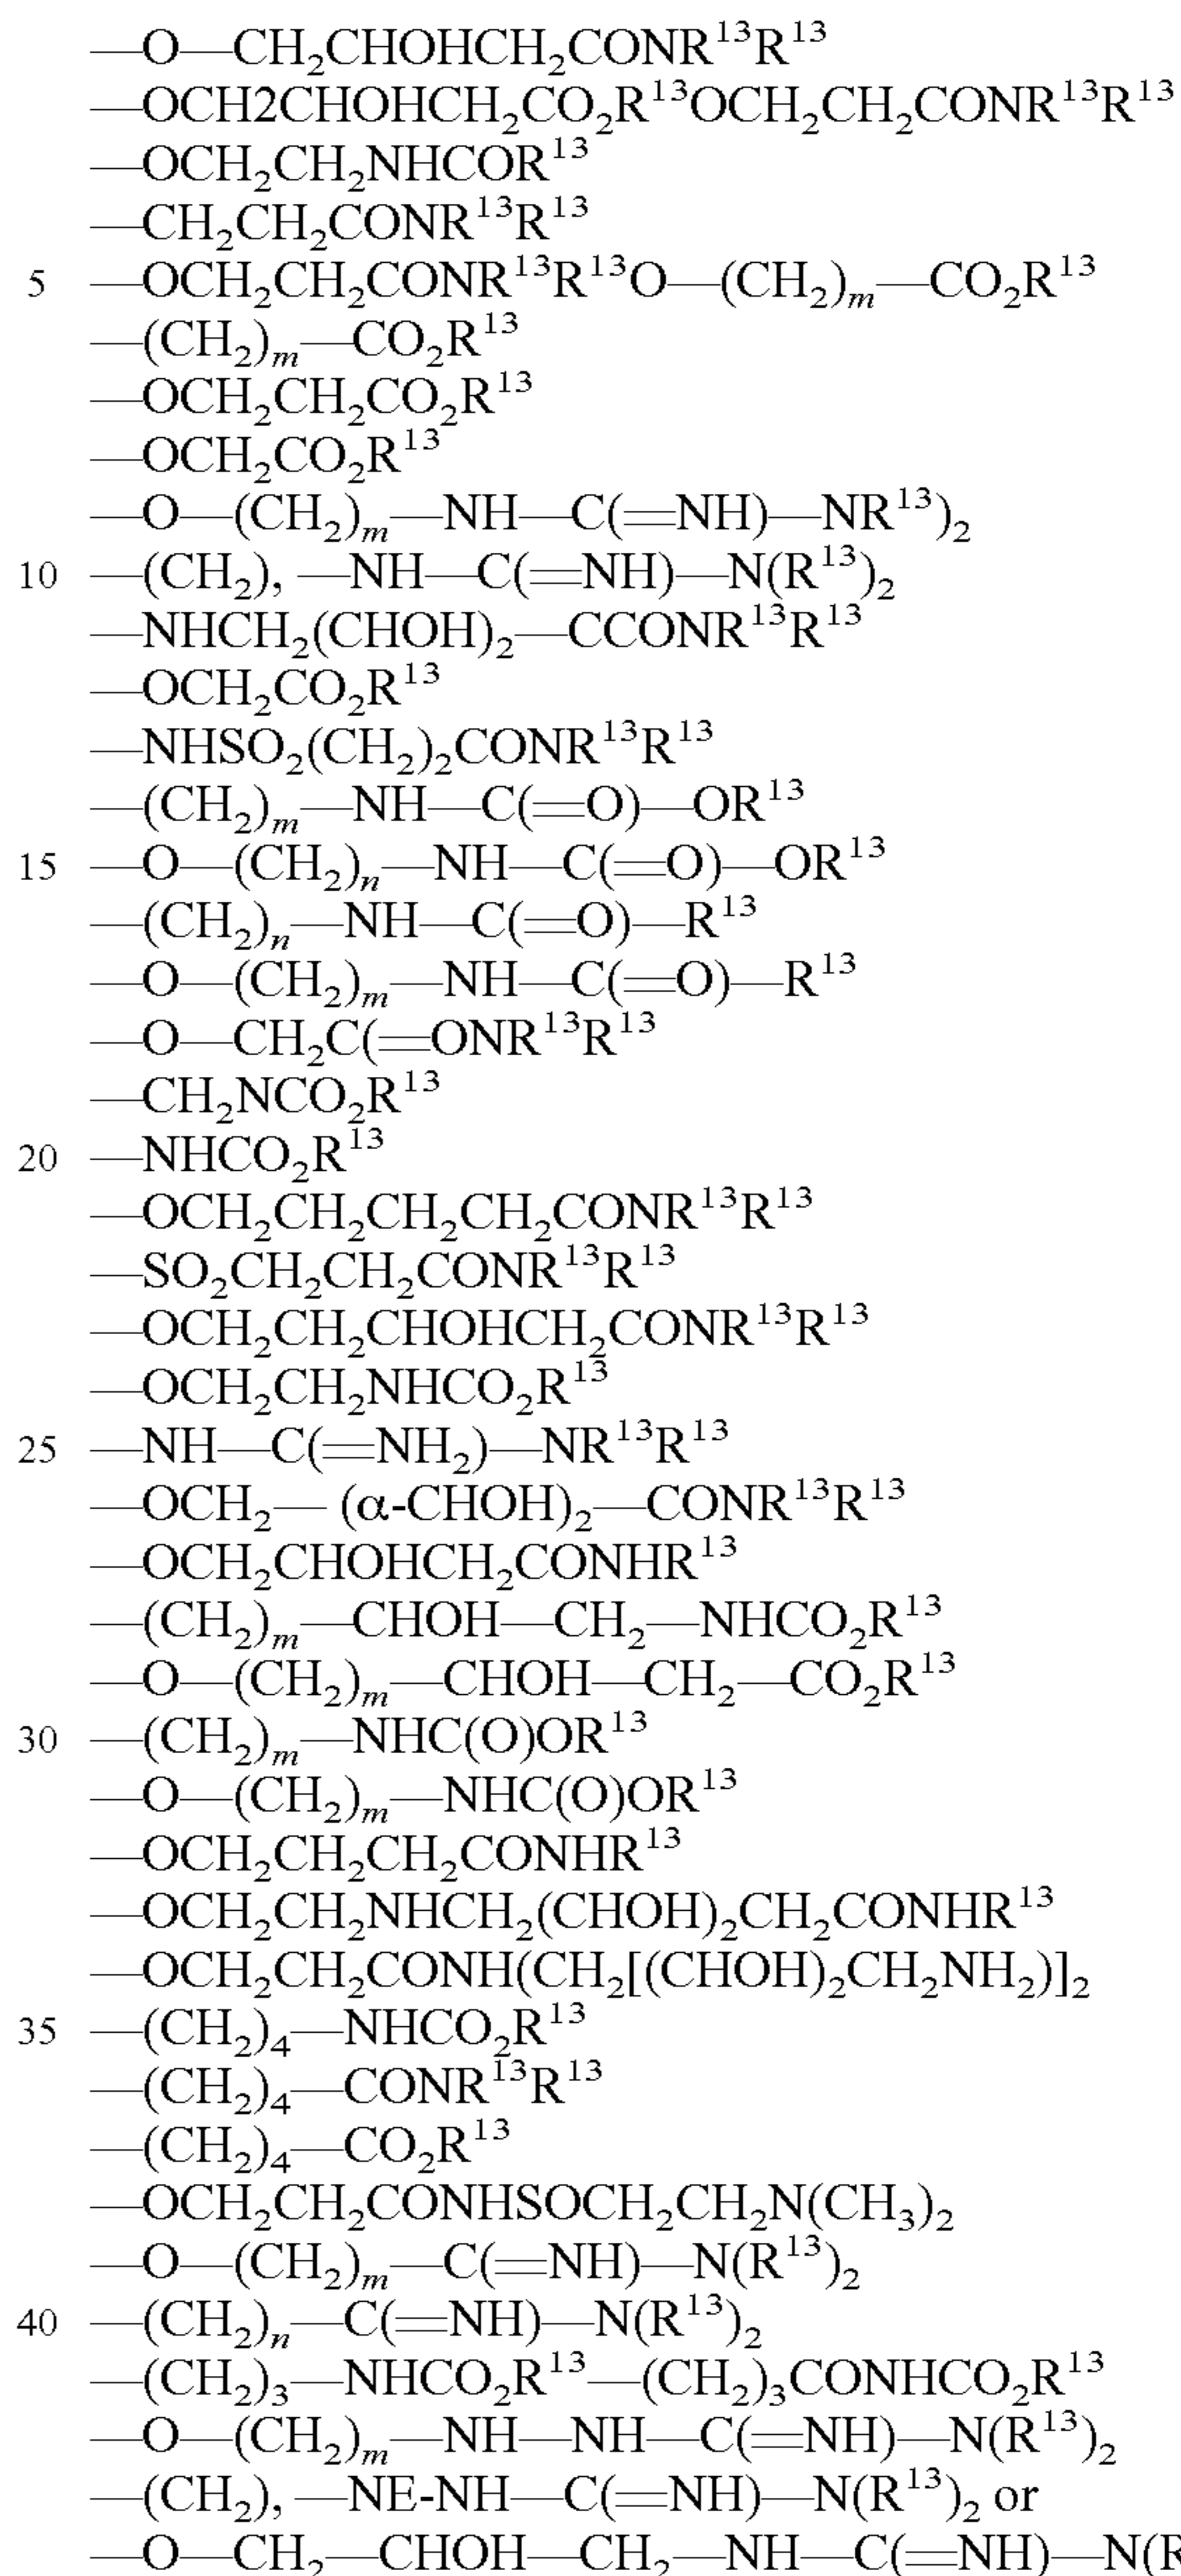 —O—CH₂CHOHCH₂CONR¹³R¹³
—OCH2CHOHCH₂CO₂R¹³OCH₂CH₂CONR¹³R¹³
—OCH₂CH₂NHCOR¹³
—CH₂CH₂CONR¹³R¹³
5 —OCH₂CH₂CONR¹³R¹³O—(CH₂)ₘ—CO₂R¹³
—(CH₂)ₘ—CO₂R¹³
—OCH₂CH₂CO₂R¹³
—OCH₂CO₂R¹³
—O—(CH₂)ₘ—NH—C(═NH)—NR¹³)₂
10 —(CH₂), —NH—C(═NH)—N(R¹³)₂
—NHCH₂(CHOH)₂—CCONR¹³R¹³
—OCH₂CO₂R¹³
—NHSO₂(CH₂)₂CONR¹³R¹³
—(CH₂)ₘ—NH—C(═O)—OR¹³
15 —O—(CH₂)ₙ—NH—C(═O)—OR¹³
—(CH₂)ₙ—NH—C(═O)—R¹³
—O—(CH₂)ₘ—NH—C(═O)—R¹³
—O—CH₂C(═ONR¹³R¹³
—CH₂NCO₂R¹³
20 —NHCO₂R¹³
—OCH₂CH₂CH₂CH₂CONR¹³R¹³
—SO₂CH₂CH₂CONR¹³R¹³
—OCH₂CH₂CHOHCH₂CONR¹³R¹³
—OCH₂CH₂NHCO₂R¹³
25 —NH—C(═NH₂)—NR¹³R¹³
—OCH₂— (α-CHOH)₂—CONR¹³R¹³
—OCH₂CHOHCH₂CONHR¹³
—(CH₂)ₘ—CHOH—CH₂—NHCO₂R¹³
—O—(CH₂)ₘ—CHOH—CH₂—CO₂R¹³
30 —(CH₂)ₘ—NHC(O)OR¹³
—O—(CH₂)ₘ—NHC(O)OR¹³
—OCH₂CH₂CH₂CONHR¹³
—OCH₂CH₂NHCH₂(CHOH)₂CH₂CONHR¹³
—OCH₂CH₂CONH(CH₂[(CHOH)₂CH₂NH₂)]₂
35 —(CH₂)₄—NHCO₂R¹³
—(CH₂)₄—CONR¹³R¹³
—(CH₂)₄—CO₂R¹³
—OCH₂CH₂CONHSOCH₂CH₂N(CH₃)₂
—O—(CH₂)ₘ—C(═NH)—N(R¹³)₂
40 —(CH₂)ₙ—C(═NH)—N(R¹³)₂
—(CH₂)₃—NHCO₂R¹³—(CH₂)₃CONHCO₂R¹³
—O—(CH₂)ₘ—NH—NH—C(═NH)—N(R¹³)₂
—(CH₂), —NE-NH—C(═NH)—N(R¹³)₂ or
—O—CH₂—CHOH—CH₂—NH—C(═NH)—N(R